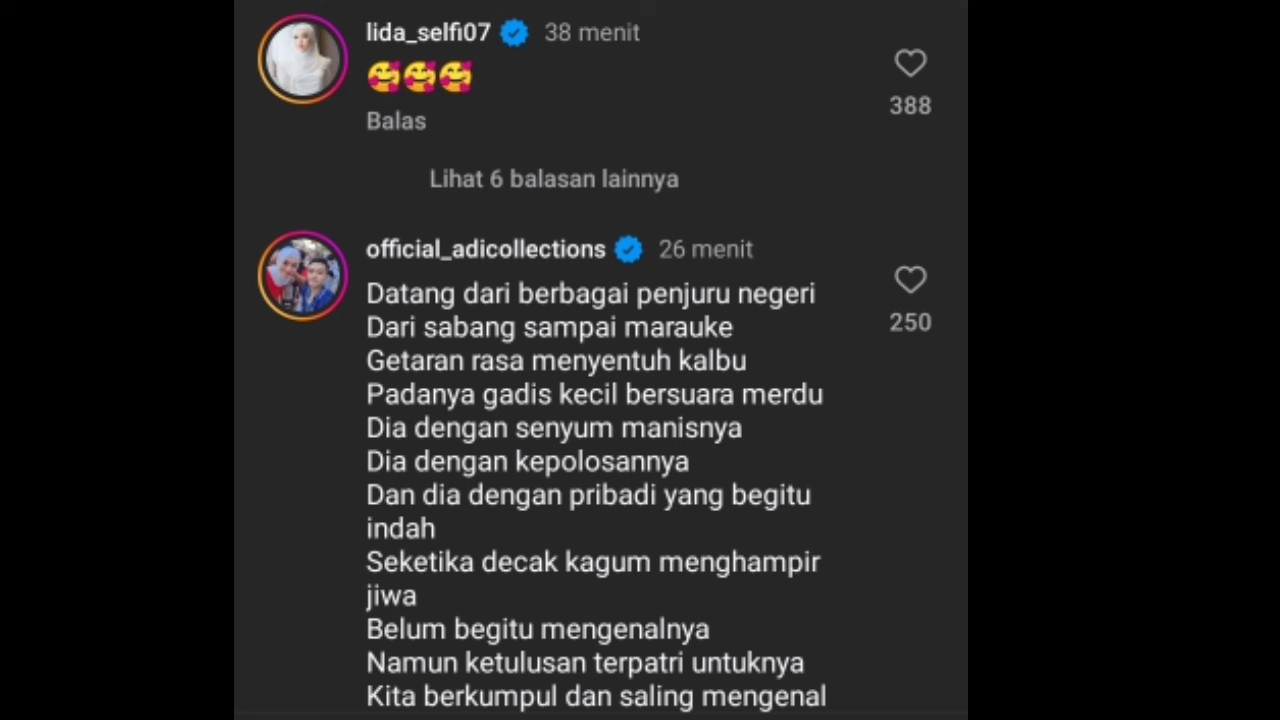 lida_selfi07 38 menit
🥰🥰🥰
388
Balas
Lihat 6 balasan lainnya
official_adicollections 26 menit
Datang dari berbagai penjuru negeri
250
Dari sabang sampai marauke
Getaran rasa menyentuh kalbu
Padanya gadis kecil bersuara merdu
Dia dengan senyum manisnya
Dia dengan kepolosannya
Dan dia dengan pribadi yang begitu
indah
Seketika decak kagum menghampir
jiwa
Belum begitu mengenalnya
Namun ketulusan terpatri untuknya
Kita berkumpul dan saling mengenal